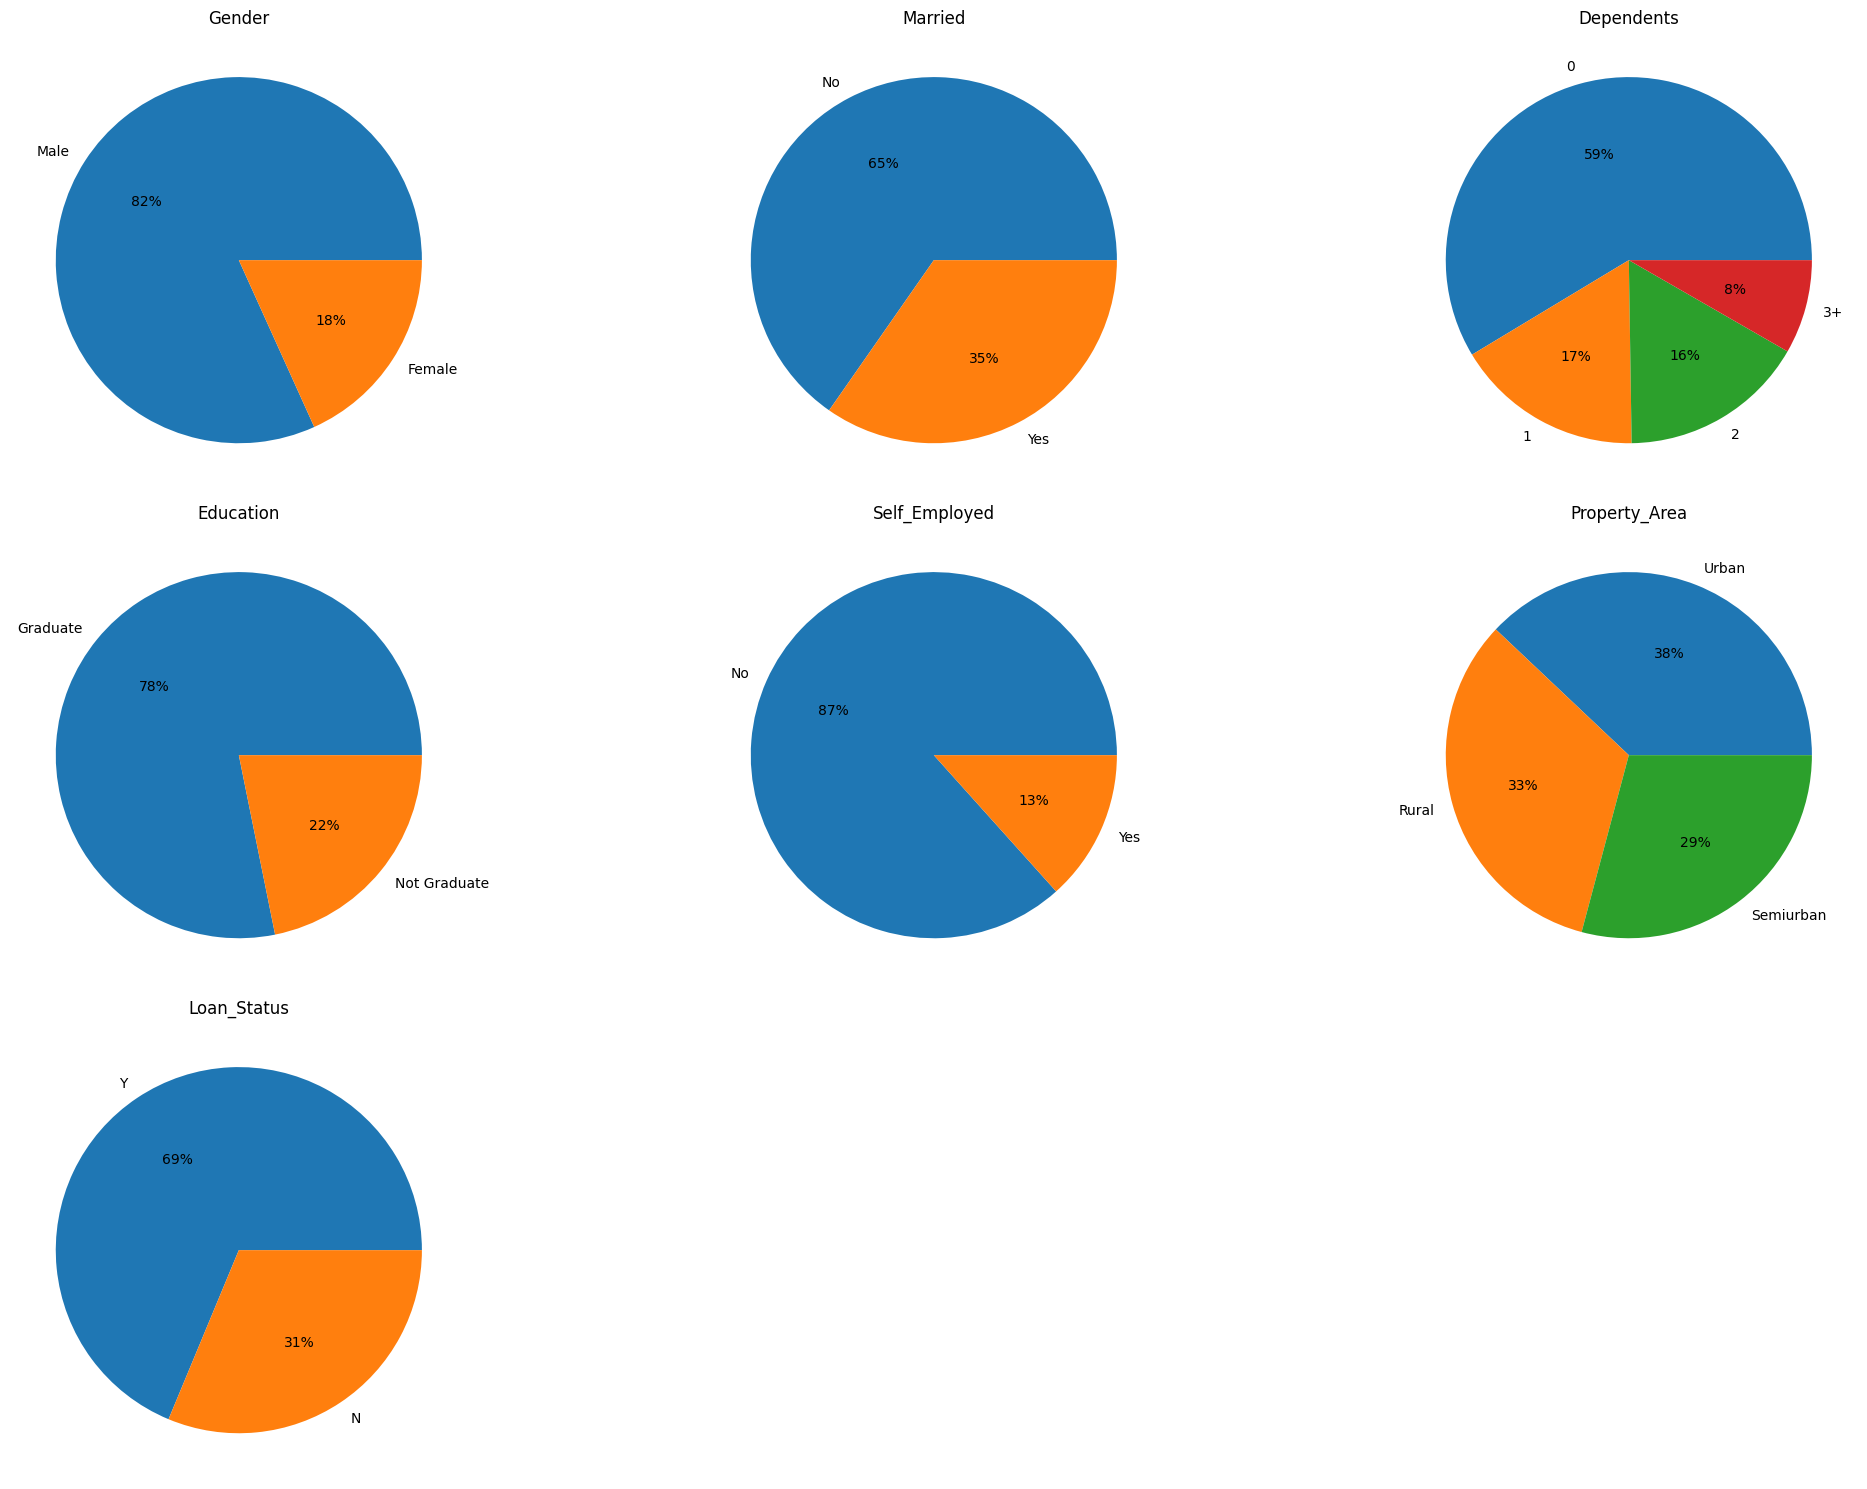 Gender
Male
82%
18%
Female
Married
No
65%
35%
Yes
Dependents
0
59%
8%
3+
17%
16%
1
2
Education
Graduate
78%
22%
Not Graduate
Self_Employed
No
87%
13%
Yes
Property_Area
Urban
38%
33%
Rural
29%
Semiurban
Loan_Status
Y
69%
31%
N